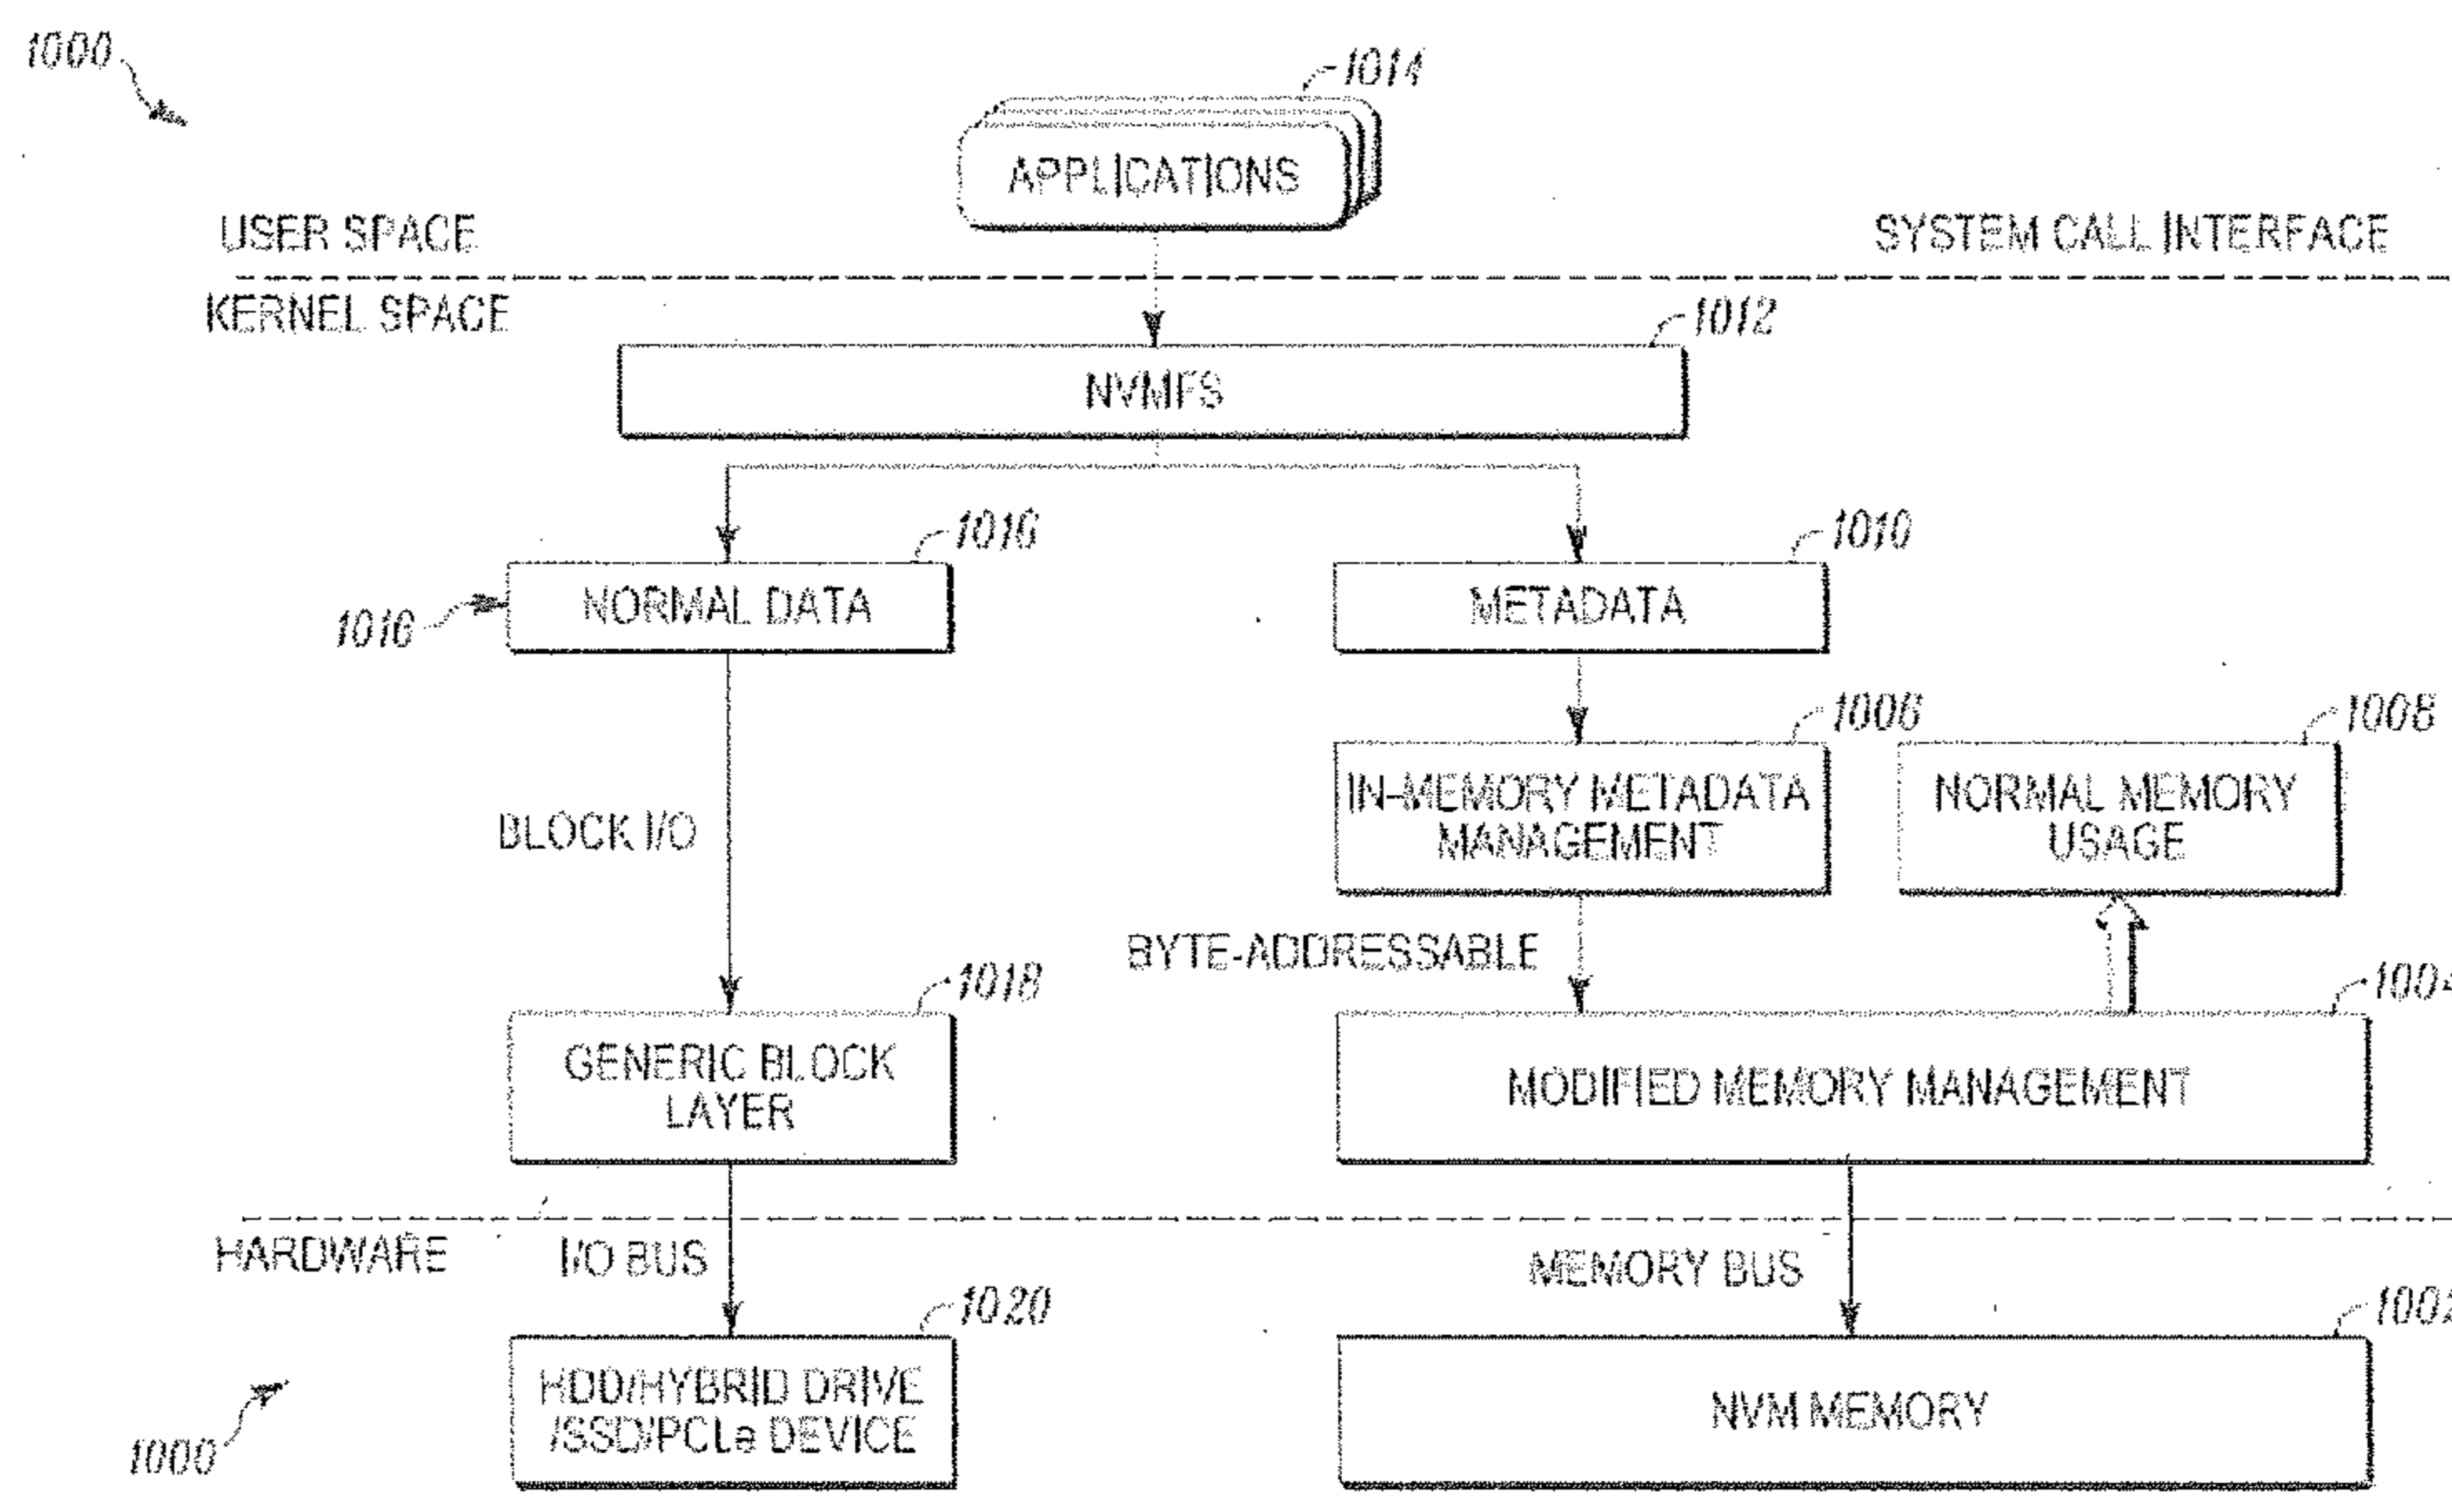 1000
1014
APPLICATIONS
USER SPACE
SYSTEM CALL INTERFACE
KERNEL SPACE
1012
NVMFS
1016
1010
NORMAL DATA
METADATA
1016
1006
1008
IN-MEMORY METADATA
MANAGEMENT
NORMAL MEMORY
USAGE
BLOCK I/O
BYTE-ADDRESSABLE
1018
1004
GENERIC BLOCK
LAYER
MODIFIED MEMORY MANAGEMENT
HARDWARE
I/O BUS
MEMORY BUS
1020
1002
HDD/HYBRID DRIVE
/SSD/PCLe DEVICE
NVM MEMORY
1000